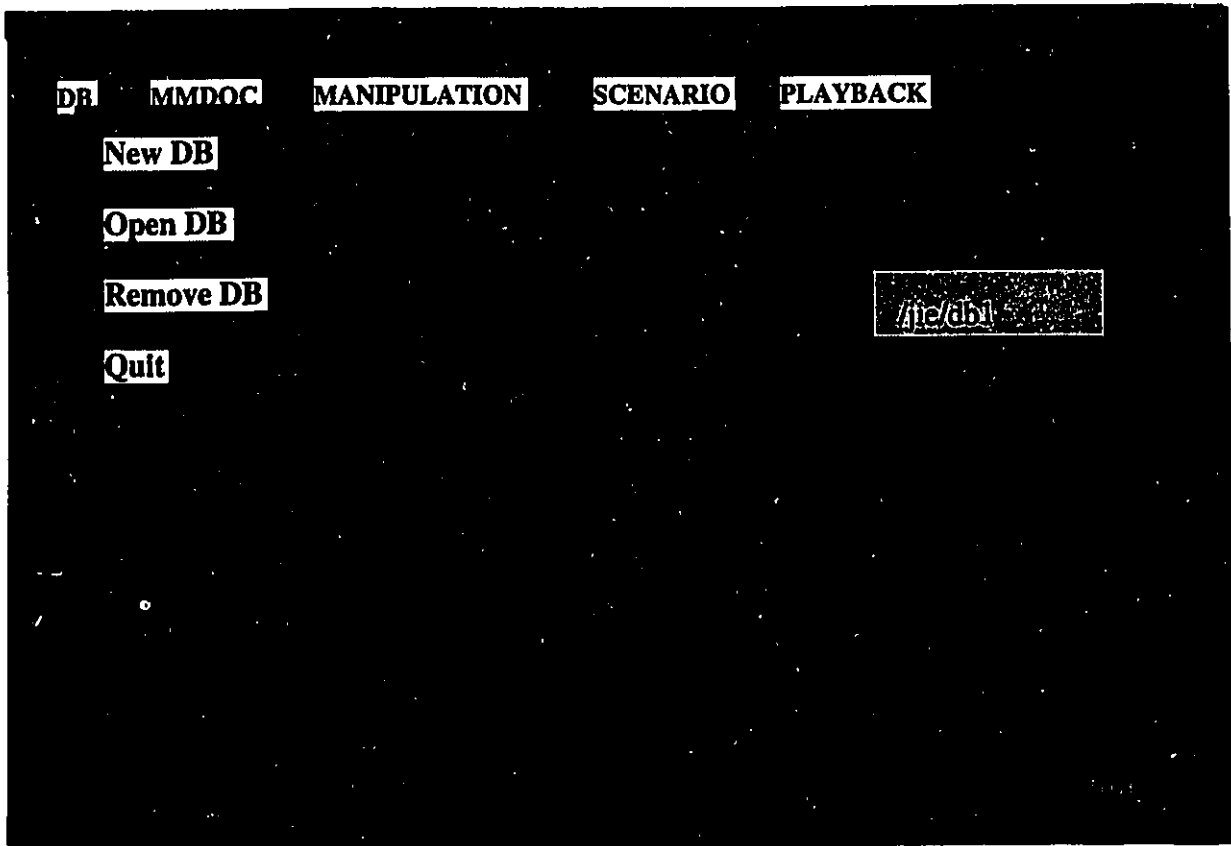 DB MMDOC MANIPULATION SCENARIO PLAYBACK
New DB
Open DB
Remove DB
/jie/db1
Quit